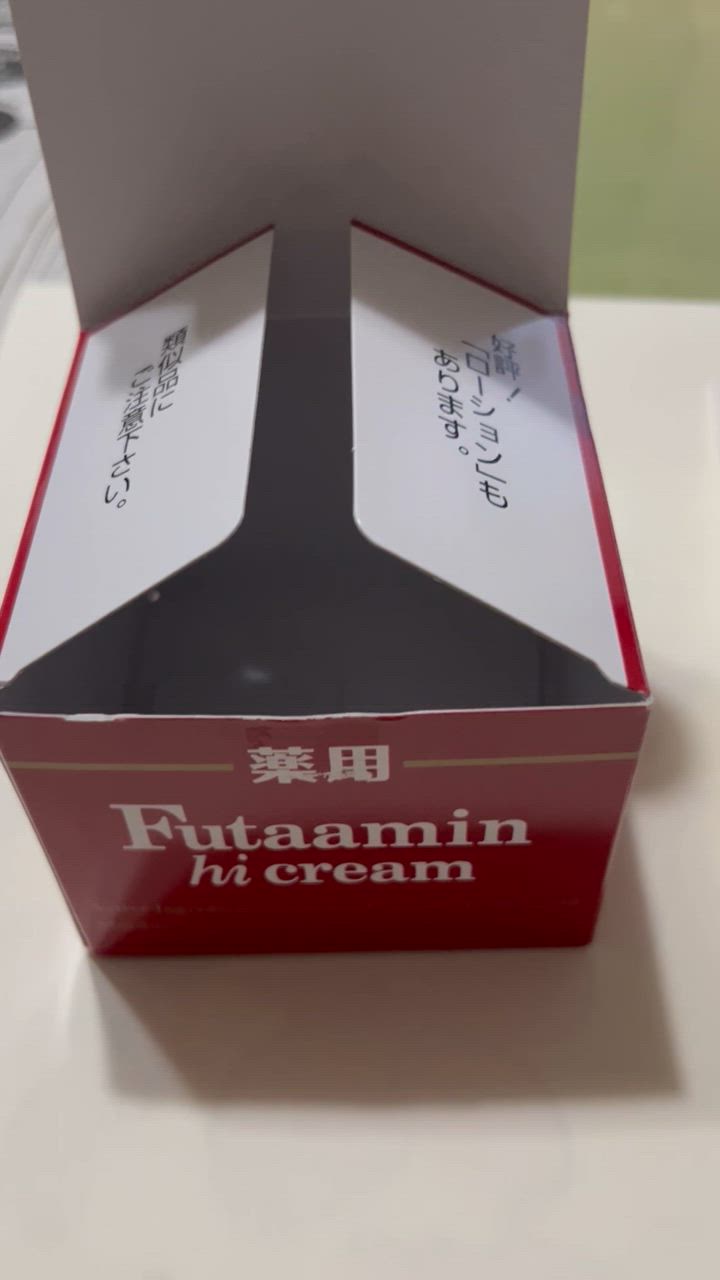 類似品に
ご注意下さい。
好評！
「ローション」も
あります。
薬用
Futaamin
hi cream